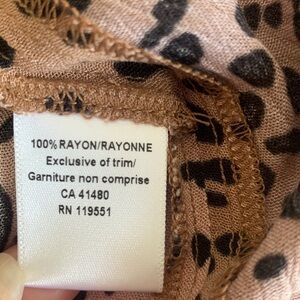 100% RAYON/RAYONNE
Exclusive of trim/
Garniture non comprise
CA 41480
RN 119551